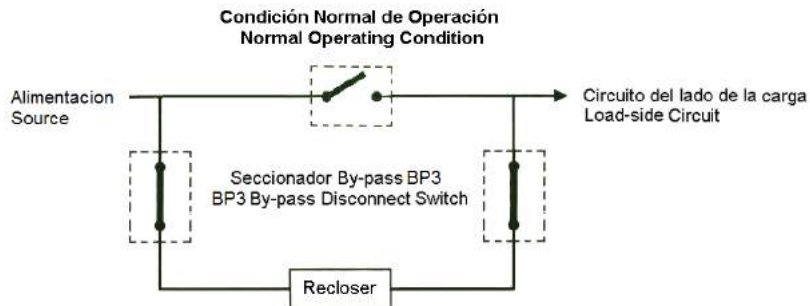 Condición Normal de Operación
Normal Operating Condition
Alimentacion
Source
Circuito del lado de la carga
Load-side Circuit
Seccionador By-pass BP3
BP3 By-pass Disconnect Switch
Recloser